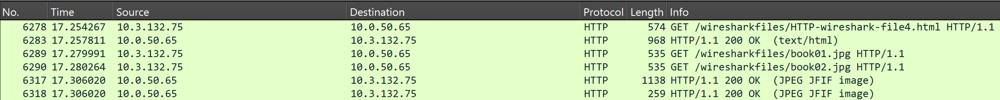 No. Time Source Destination Protocol Length Info
6278 17.254267 10.3.132.75 10.0.50.65 HTTP 574 GET /wiresharkfiles/HTTP-wireshark-file4.html HTTP/1.1
6283 17.257811 10.0.50.65 10.3.132.75 HTTP 968 HTTP/1.1 200 OK (text/html)
6289 17.279991 10.3.132.75 10.0.50.65 HTTP 535 GET /wiresharkfiles/book01.jpg HTTP/1.1
6290 17.280264 10.3.132.75 10.0.50.65 HTTP 535 GET /wiresharkfiles/book02.jpg HTTP/1.1
6317 17.306020 10.0.50.65 10.3.132.75 HTTP 1138 HTTP/1.1 200 OK (JPEG JFIF image)
6318 17.306020 10.0.50.65 10.3.132.75 HTTP 259 HTTP/1.1 200 OK (JPEG JFIF image)